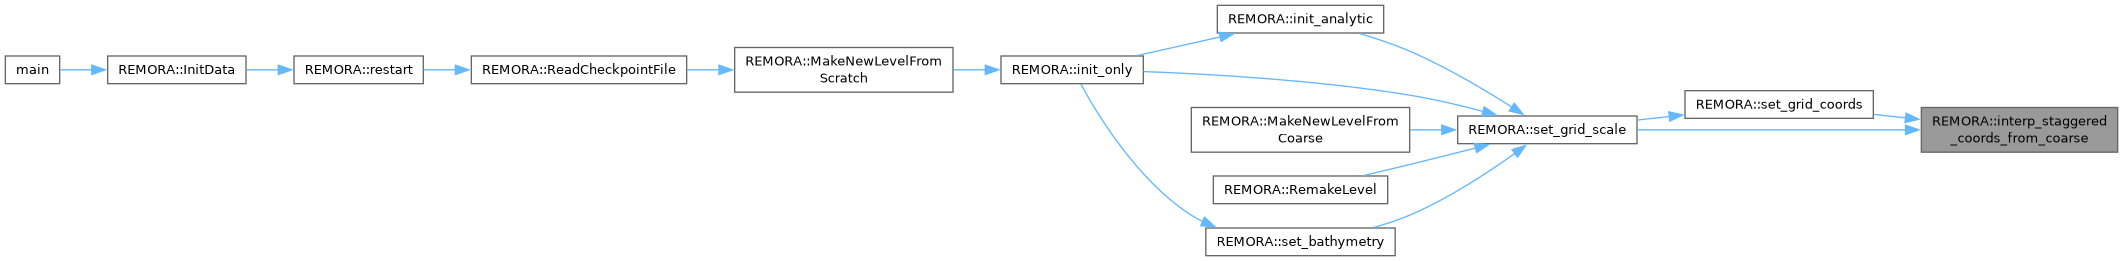 main
REMORA::InitData
REMORA::restart
REMORA::ReadCheckpointFile
REMORA::MakeNewLevelFrom
Scratch
REMORA::init_only
REMORA::init_analytic
REMORA::MakeNewLevelFrom
Coarse
REMORA::RemakeLevel
REMORA::set_bathymetry
REMORA::set_grid_scale
REMORA::set_grid_coords
REMORA::interp_staggered
_coords_from_coarse